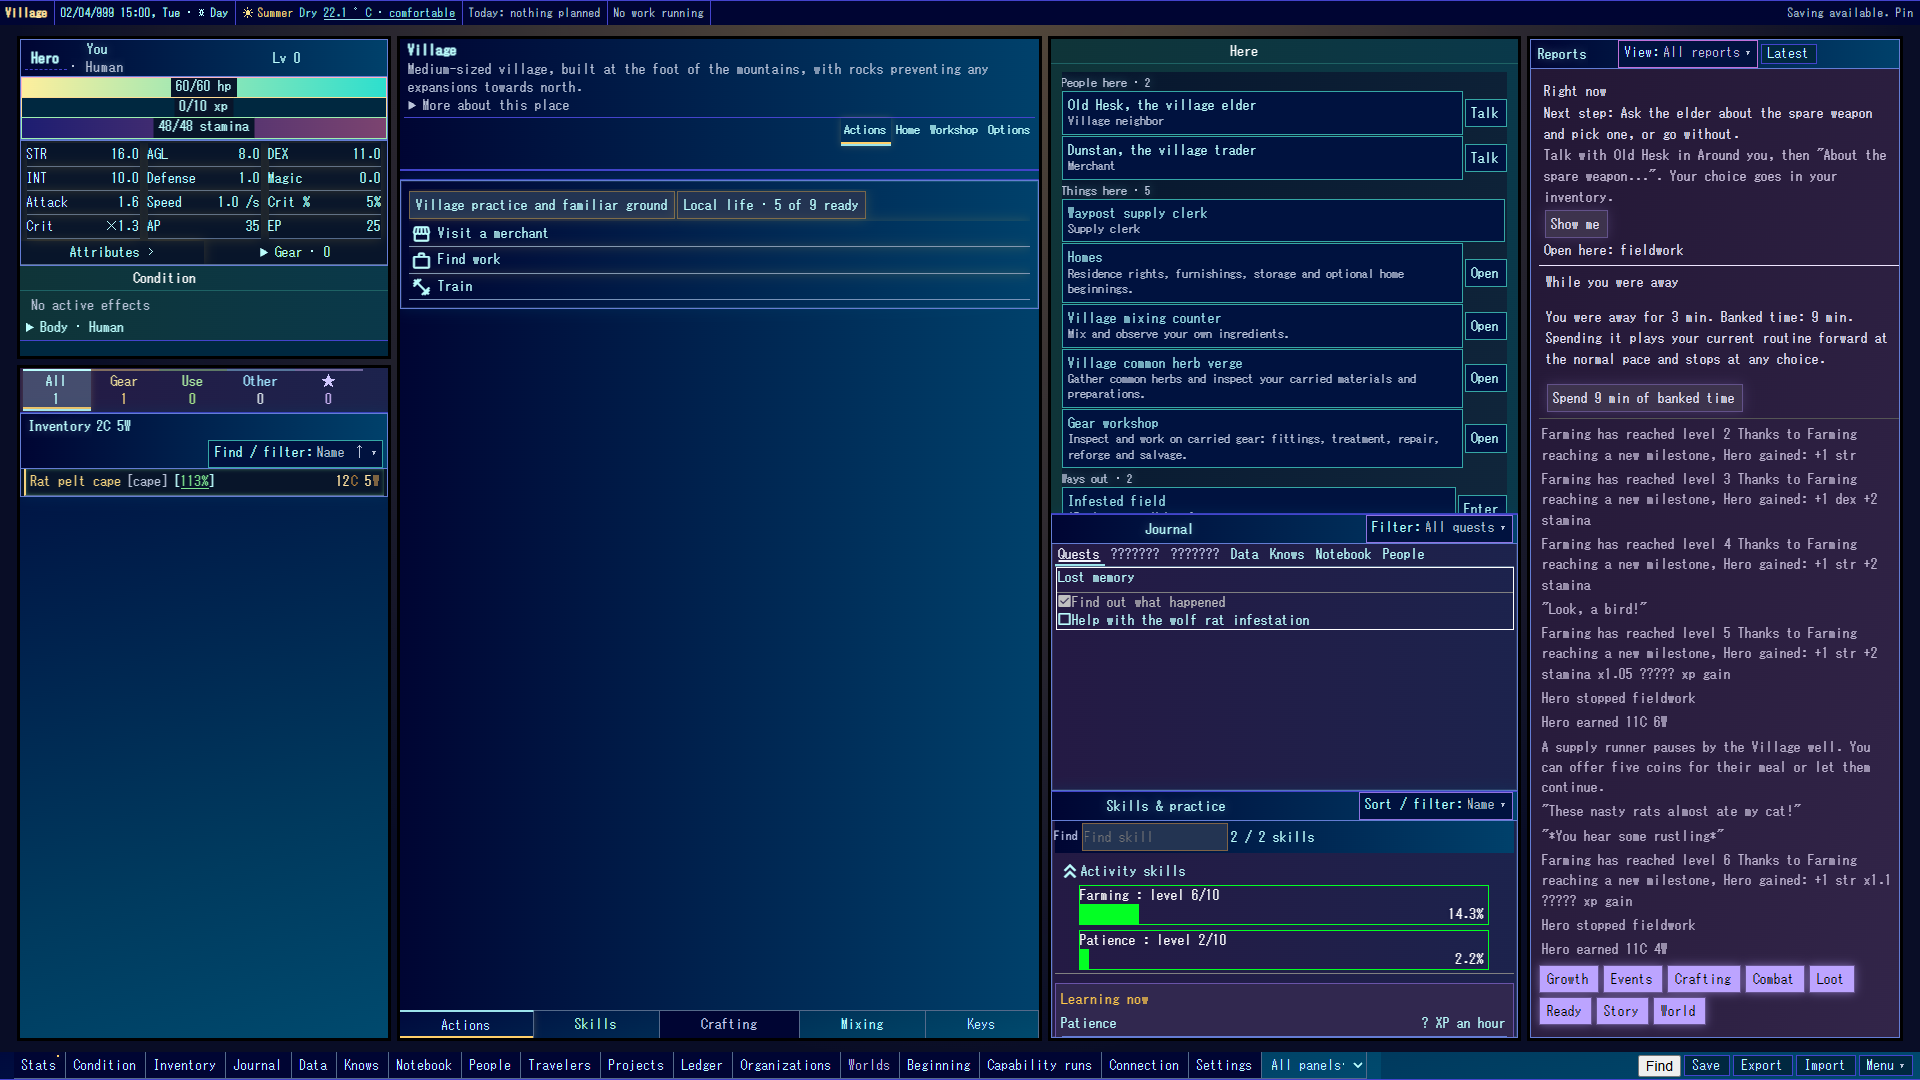 Village
02/04/999 15:00, Tue · ☀ Day
Summer Dry 22.1 ° C · comfortable
Today: nothing planned
No work running
Saving available. Pin
Hero · You
Human
Lv 0
60/60 hp
0/10 xp
48/48 stamina
STR 16.0 AGL 8.0 DEX 11.0
INT 10.0 Defense 1.0 Magic 0.0
Attack 1.6 Speed 1.0 /s Crit % 5%
Crit ×1.3 AP 35 EP 25
Attributes >
▶ Gear · 0
Condition
No active effects
▶ Body · Human
All Gear Use Other ★
1 1 0 0 0
Inventory 2C 5W
Find / filter: Name ↑ ▾
Rat pelt cape [cape] [113%] 12C 5W
Village
Medium-sized village, built at the foot of the mountains, with rocks preventing any
expansions towards north.
▶ More about this place
Actions Home Workshop Options
Village practice and familiar ground
Local life · 5 of 9 ready
Visit a merchant
Find work
Train
Actions Skills Crafting Mixing Keys
Here
People here · 2
Old Hesk, the village elder
Village neighbor
Talk
Dunstan, the village trader
Merchant
Talk
Things here · 5
Waypost supply clerk
Supply clerk
Homes
Residence rights, furnishings, storage and optional home
beginnings.
Open
Village mixing counter
Mix and observe your own ingredients.
Open
Village common herb verge
Gather common herbs and inspect your carried materials and
preparations.
Open
Gear workshop
Inspect and work on carried gear: fittings, treatment, repair,
reforge and salvage.
Open
Ways out · 2
Infested field
Enter
Journal
Filter: All quests ▾
Quests ??????? ??????? Data Knows Notebook People
Lost memory
Find out what happened
Help with the wolf rat infestation
Skills & practice
Sort / filter: Name ▾
Find Find skill 2 / 2 skills
Activity skills
Farming : level 6/10
14.3%
Patience : level 2/10
2.2%
Learning now
Patience ? XP an hour
Reports
View: All reports ▾
Latest
Right now
Next step: Ask the elder about the spare weapon
and pick one, or go without.
Talk with Old Hesk in Around you, then "About the
spare weapon...". Your choice goes in your
inventory.
Show me
Open here: fieldwork
While you were away
You were away for 3 min. Banked time: 9 min.
Spending it plays your current routine forward at
the normal pace and stops at any choice.
Spend 9 min of banked time
Farming has reached level 2 Thanks to Farming
reaching a new milestone, Hero gained: +1 str
Farming has reached level 3 Thanks to Farming
reaching a new milestone, Hero gained: +1 dex +2
stamina
Farming has reached level 4 Thanks to Farming
reaching a new milestone, Hero gained: +1 str +2
stamina
"Look, a bird!"
Farming has reached level 5 Thanks to Farming
reaching a new milestone, Hero gained: +1 str +2
stamina x1.05 ????? xp gain
Hero stopped fieldwork
Hero earned 11C 6W
A supply runner pauses by the Village well. You
can offer five coins for their meal or let them
continue.
"These nasty rats almost ate my cat!"
"*You hear some rustling*"
Farming has reached level 6 Thanks to Farming
reaching a new milestone, Hero gained: +1 str x1.1
????? xp gain
Hero stopped fieldwork
Hero earned 11C 4W
Growth Events Crafting Combat Loot
Ready Story World
Stats Condition Inventory Journal Data Knows Notebook People Travelers Projects Ledger Organizations Worlds Beginning Capability runs Connection Settings All panels
Find Save Export Import Menu ▾